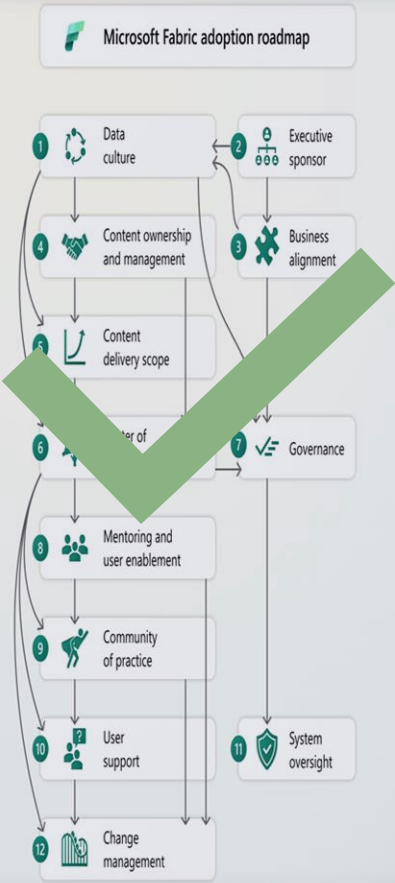 Microsoft Fabric adoption roadmap
1
Data
culture
2
Executive
sponsor
3
Business
alignment
4
Content ownership
and management
5
Content
delivery scope
6
of
7
Governance
8
Mentoring and
user enablement
9
Community
of practice
10
User
support
11
System
oversight
12
Change
management